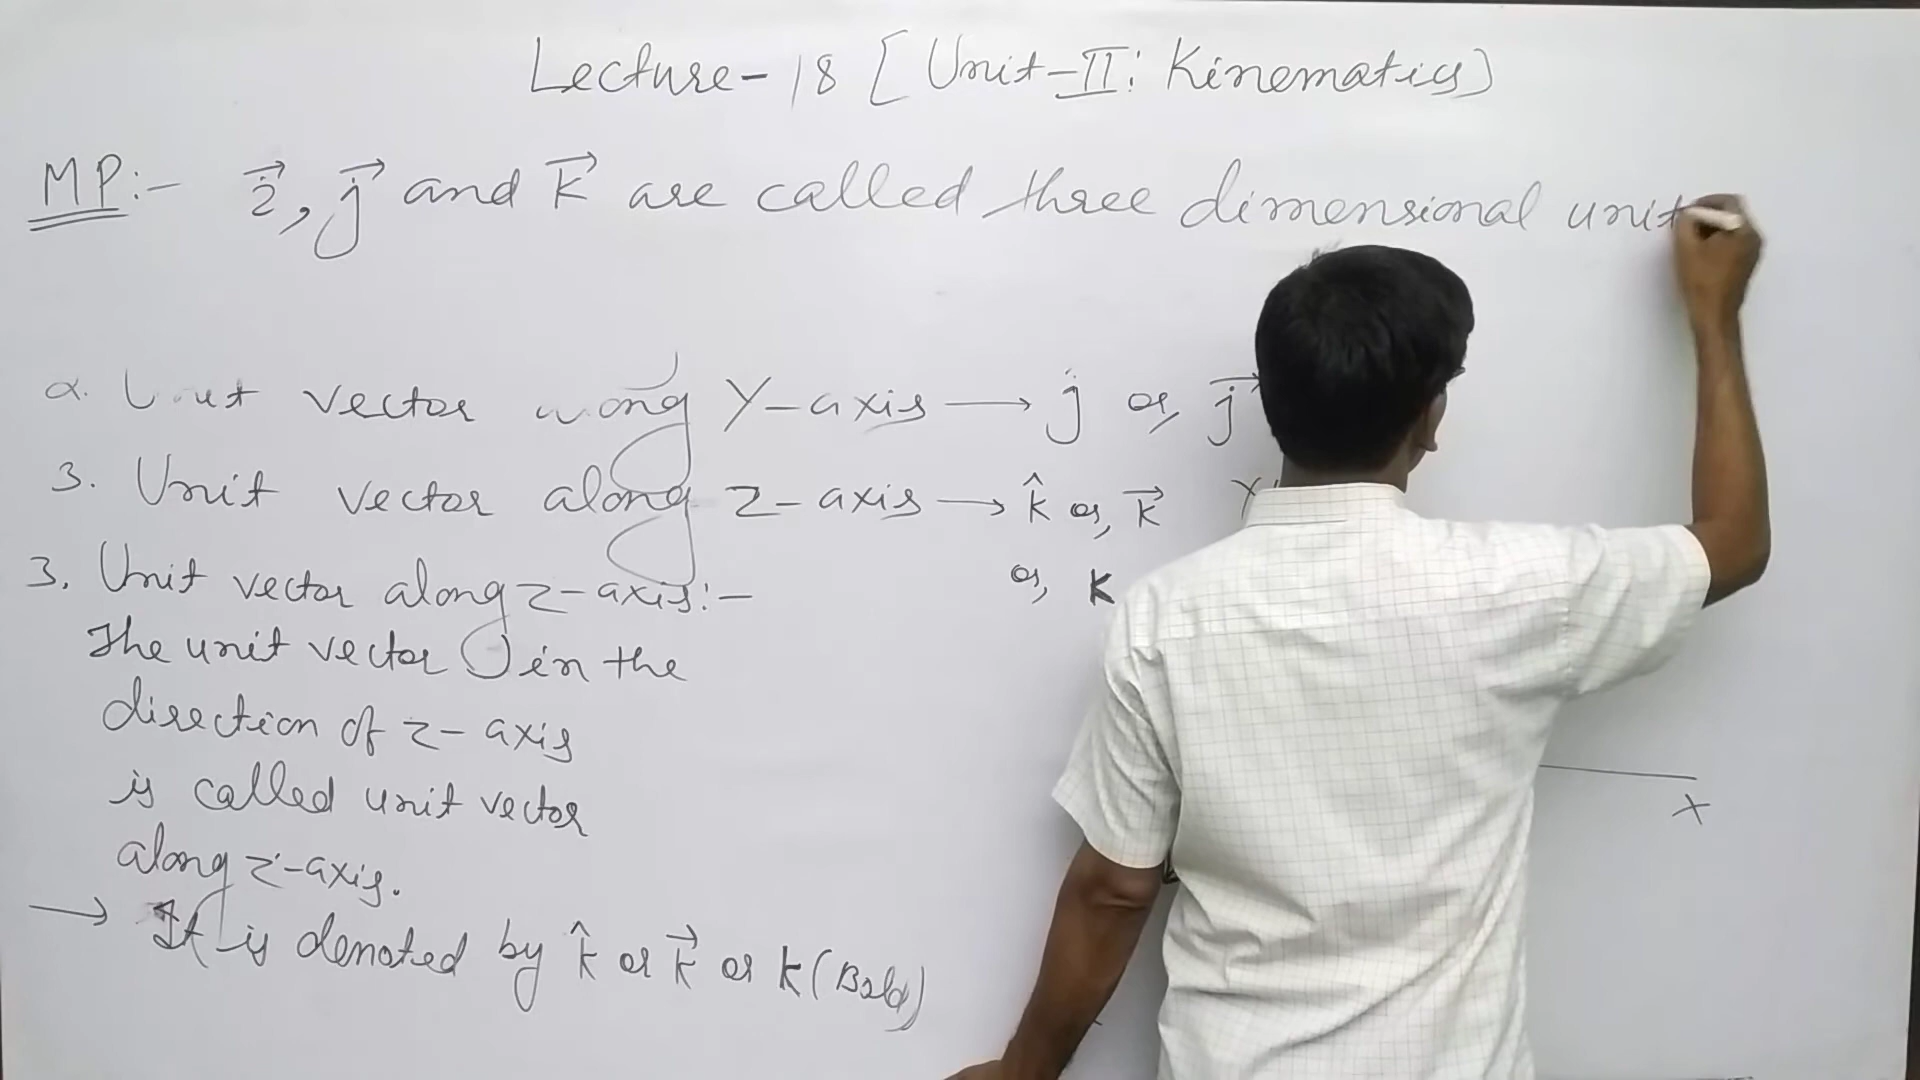 Lecture-18 [Unit-II: Kinematics)
MP:- i⃗, j⃗ and k⃗ are called three dimensional unit
2. Unit vector along Y-axis → j or, j⃗
3. Unit vector along Z-axis → k̂ or, k⃗
or, k
3. Unit vector along z-axis:-
The unit vector in the
direction of z-axis
is called unit vector
along z-axis.
→ It is denoted by k̂ or k⃗ or k (Bold)
X